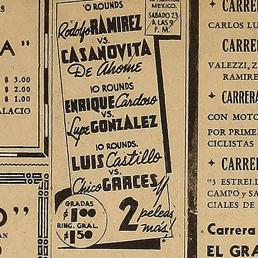 A"
$ 3.00
2.00
1.00
ALACIO
O"
10 ROUNDS
MEXICO.
SABADO 23
A LAS 9
P. M.
Rodolfo RAMIREZ
VS.
CASANOVITA
De Ahome
10 ROUNDS
ENRIQUE Cardoso
VS.
Lupe GONZALEZ
10 ROUNDS.
LUIS Castillo
VS.
Chico GARCES
GRADAS
$1.00
RING. GRAL.
$1.50
2 peleas
más!
CARRE
CARLOS LU
CARRE
VALEZZI, Z
RAMIRE
CARRERA
CON MOTO
POR PRIME
CICLISTAS
CARRE
"3 ESTREL
CAMPO y SA
CIALES DE
Carrera
EL GRA